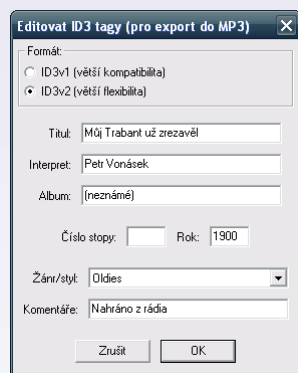 Editovat ID3 tagy (pro export do MP3)
Formát:
ID3v1 (větší kompatibilita)
ID3v2 (větší flexibilita)
Titul: Můj Trabant už zrezavěl
Interpret: Petr Vonásek
Album: (neznámé)
Číslo stopy: Rok: 1900
Žánr/styl: Oldies
Komentáře: Nahráno z rádia
Zrušit OK